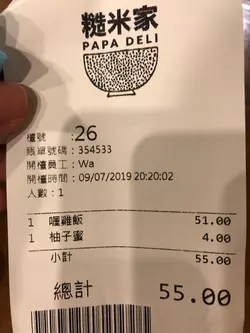 糙米家
PAPA DELI
檯號 :26
賬單號碼：354533
開檯員工：Wa
開檯時間：09/07/2019 20:20:02
人數：1
1 喱雞飯 51.00
1 柚子蜜 4.00
小計 55.00
總計 55.00